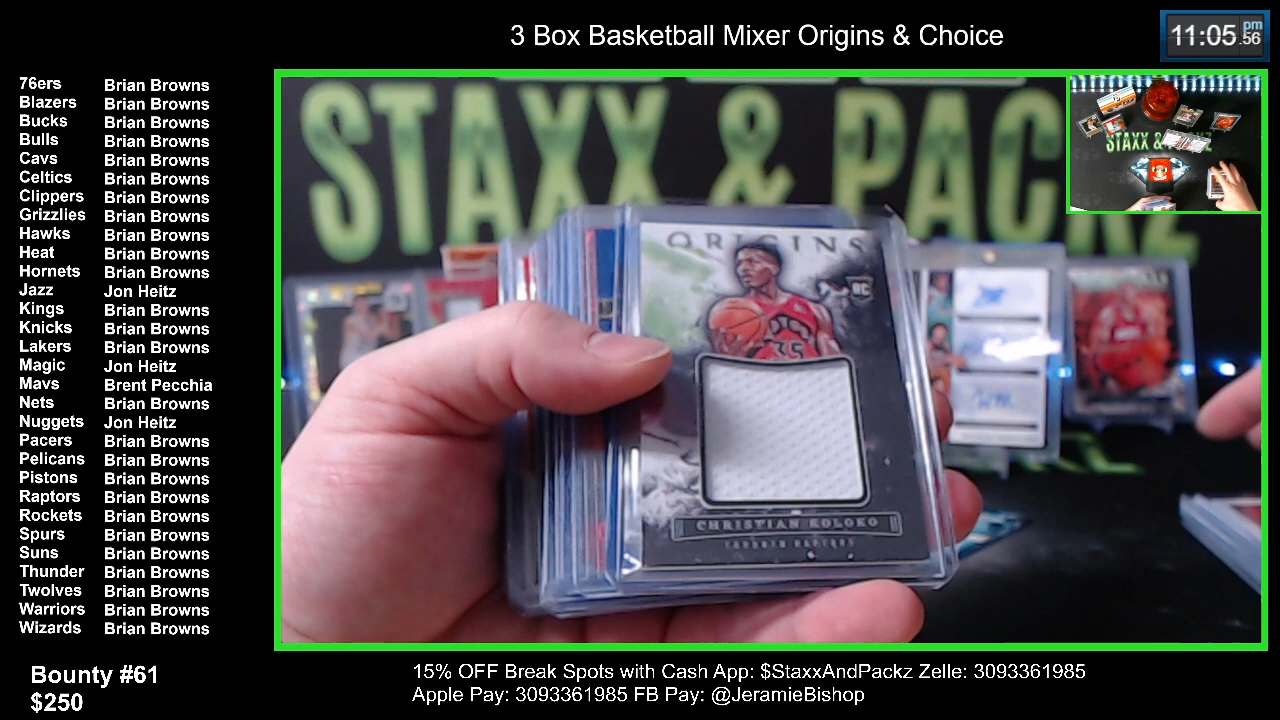 3 Box Basketball Mixer Origins & Choice
11:05 pm .56
76ers Brian Browns
Blazers Brian Browns
Bucks Brian Browns
Bulls Brian Browns
Cavs Brian Browns
Celtics Brian Browns
Clippers Brian Browns
Grizzlies Brian Browns
Hawks Brian Browns
Heat Brian Browns
Hornets Brian Browns
Jazz Jon Heitz
Kings Brian Browns
Knicks Brian Browns
Lakers Brian Browns
Magic Jon Heitz
Mavs Brent Pecchia
Nets Brian Browns
Nuggets Jon Heitz
Pacers Brian Browns
Pelicans Brian Browns
Pistons Brian Browns
Raptors Brian Browns
Rockets Brian Browns
Spurs Brian Browns
Suns Brian Browns
Thunder Brian Browns
Twolves Brian Browns
Warriors Brian Browns
Wizards Brian Browns
Bounty #61
$250
STAXX & PACKZ
STAXX & PACKZ
ORIGINS
RC
35
CHRISTIAN KOLOKO
TORONTO RAPTORS
15% OFF Break Spots with Cash App: $StaxxAndPackz Zelle: 3093361985
Apple Pay: 3093361985 FB Pay: @JeramieBishop